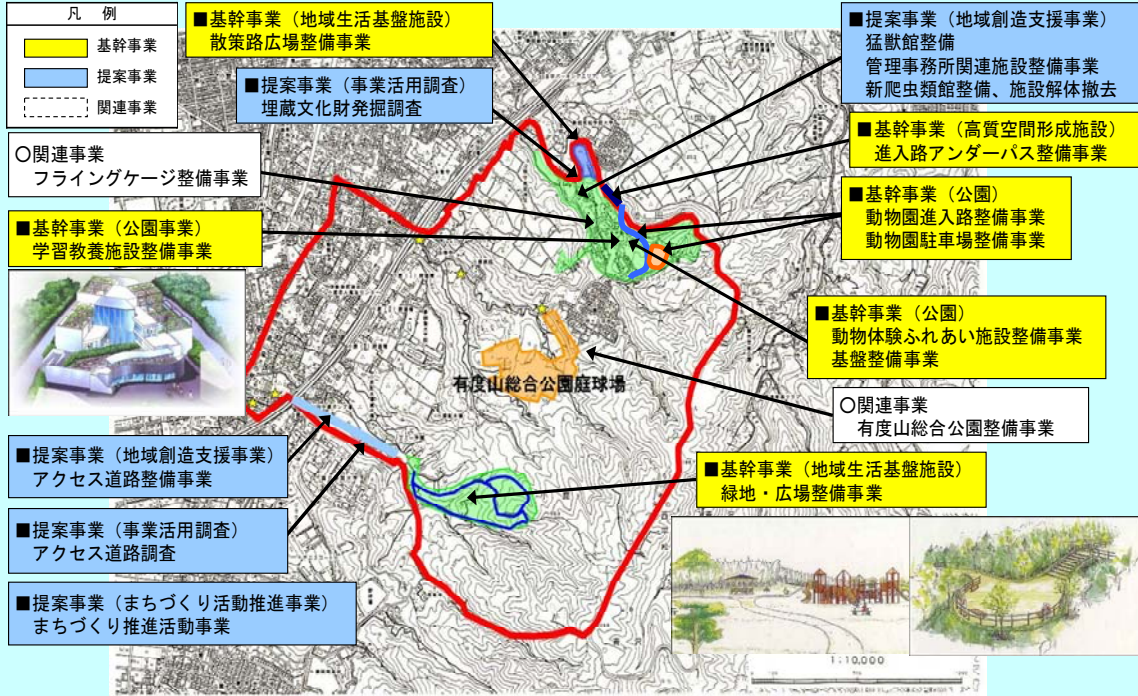 凡　例
基幹事業
提案事業
関連事業
■基幹事業（地域生活基盤施設）
散策路広場整備事業
■提案事業（事業活用調査）
埋蔵文化財発掘調査
■提案事業（地域創造支援事業）
猛獣館整備
管理事務所関連施設整備事業
新爬虫類館整備、施設解体撤去
■基幹事業（高質空間形成施設）
進入路アンダーパス整備事業
○関連事業
フライングケージ整備事業
■基幹事業（公園）
動物園進入路整備事業
動物園駐車場整備事業
■基幹事業（公園事業）
学習教養施設整備事業
■基幹事業（公園）
動物体験ふれあい施設整備事業
基盤整備事業
有度山総合公園庭球場
○関連事業
有度山総合公園整備事業
■提案事業（地域創造支援事業）
アクセス道路整備事業
■基幹事業（地域生活基盤施設）
緑地・広場整備事業
■提案事業（事業活用調査）
アクセス道路調査
■提案事業（まちづくり活動推進事業）
まちづくり推進活動事業
1:10,000